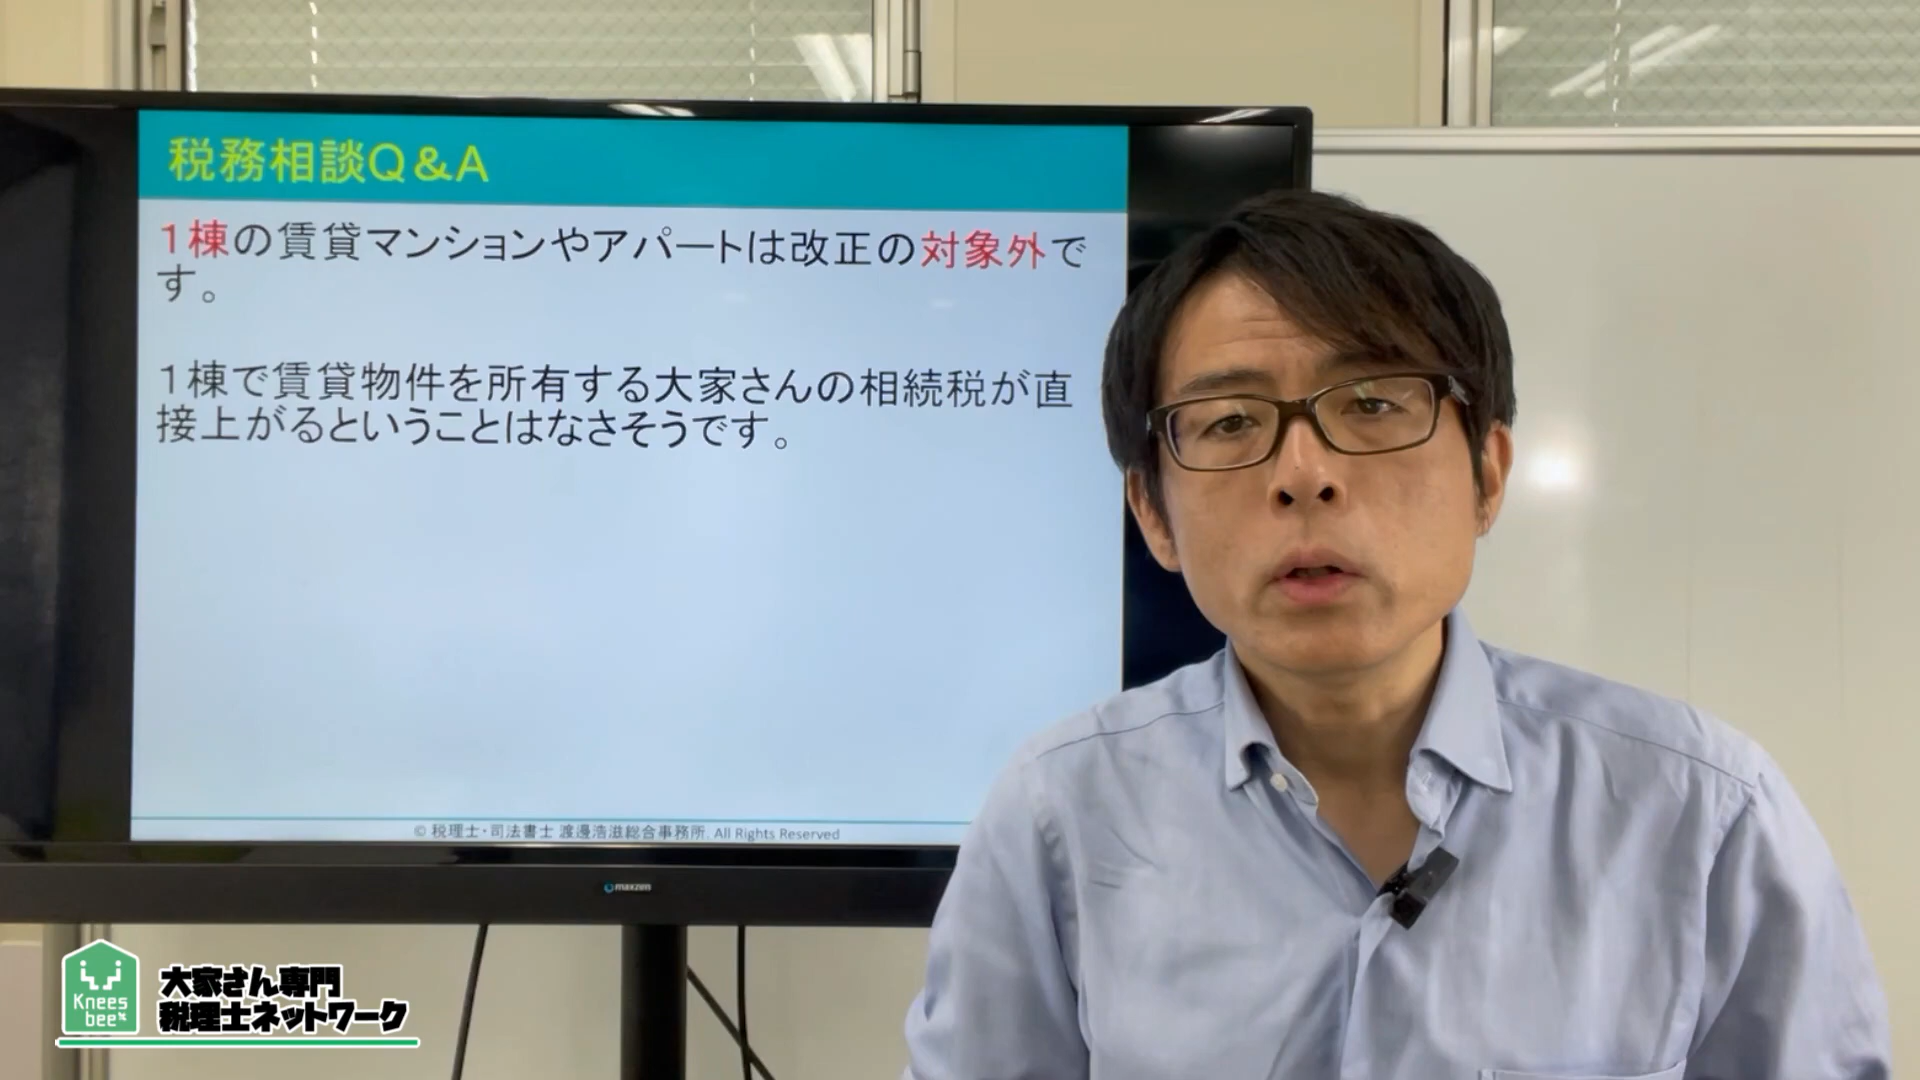 税務相談Q&A
1棟の賃貸マンションやアパートは改正の対象外で
す。
1棟で賃貸物件を所有する大家さんの相続税が直
接上がるということはなさそうです。
© 税理士・司法書士 渡邊浩滋総合事務所. All Rights Reserved
maxzen
Knees
bee
大家さん専門
税理士ネットワーク